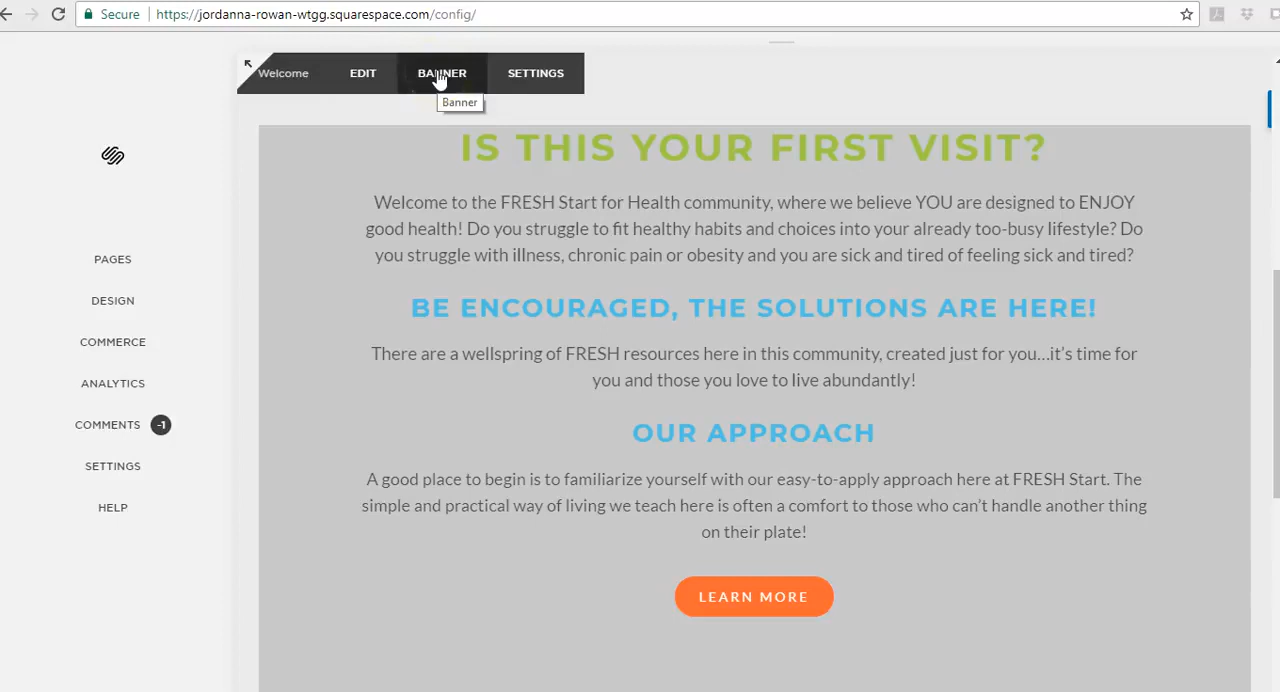 Secure
https://jordanna-rowan-wtgg.squarespace.com/config/
Welcome EDIT BANNER SETTINGS
Banner
PAGES
DESIGN
COMMERCE
ANALYTICS
COMMENTS -1
SETTINGS
HELP
IS THIS YOUR FIRST VISIT?
Welcome to the FRESH Start for Health community, where we believe YOU are designed to ENJOY
good health! Do you struggle to fit healthy habits and choices into your already too-busy lifestyle? Do
you struggle with illness, chronic pain or obesity and you are sick and tired of feeling sick and tired?
BE ENCOURAGED, THE SOLUTIONS ARE HERE!
There are a wellspring of FRESH resources here in this community, created just for you...it's time for
you and those you love to live abundantly!
OUR APPROACH
A good place to begin is to familiarize yourself with our easy-to-apply approach here at FRESH Start. The
simple and practical way of living we teach here is often a comfort to those who can't handle another thing
on their plate!
LEARN MORE